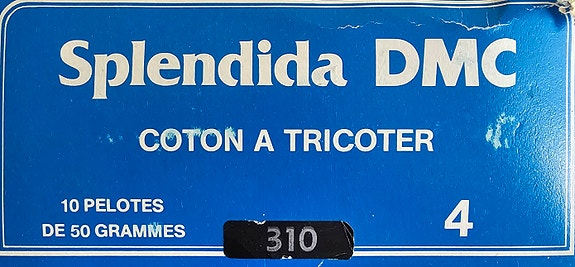 Splendida DMC
COTON A TRICOTER
10 PELOTES
DE 50 GRAMMES
4
310